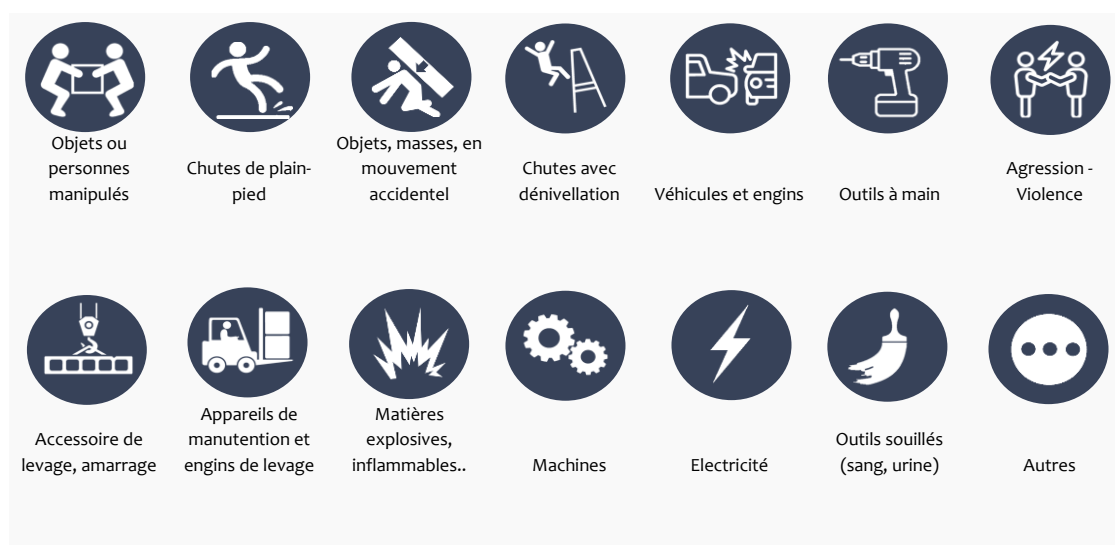 Objets ou
personnes
manipulés
Chutes de plain-
pied
Objets, masses, en
mouvement
accidentel
Chutes avec
dénivellation
Véhicules et engins
Outils à main
Agression -
Violence
Accessoire de
levage, amarrage
Appareils de
manutention et
engins de levage
Matières
explosives,
inflammables..
Machines
Electricité
Outils souillés
(sang, urine)
Autres